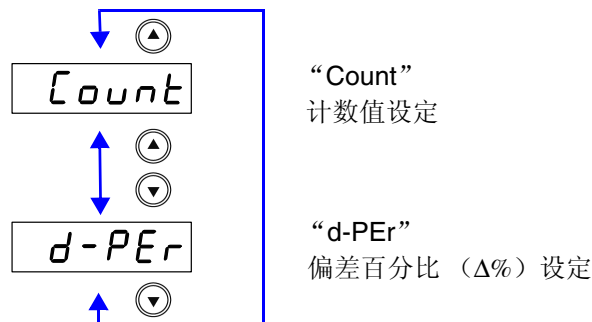 Count
“Count”
计数值设定
d-PEr
“d-PEr”
偏差百分比 （Δ%）设定